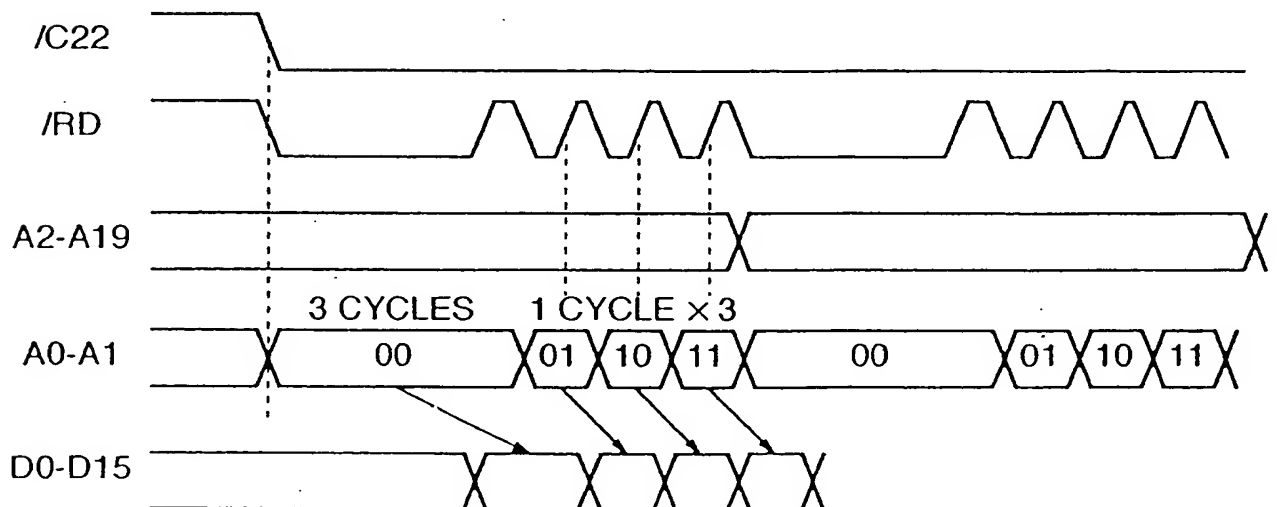 /C22
/RD
A2-A19
3 CYCLES 1 CYCLE × 3
A0-A1 00 01 10 11 00 01 10 11
D0-D15